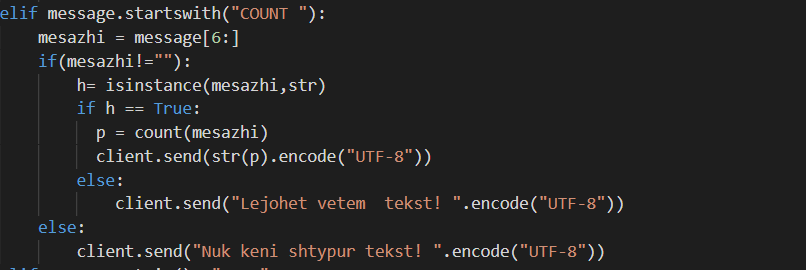 elif message.startswith("COUNT "):
mesazhi = message[6:]
if(mesazhi!=""):
h= isinstance(mesazhi,str)
if h == True:
p = count(mesazhi)
client.send(str(p).encode("UTF-8"))
else:
client.send("Lejohet vetem  tekst! ".encode("UTF-8"))
else:
client.send("Nuk keni shtypur tekst! ".encode("UTF-8"))